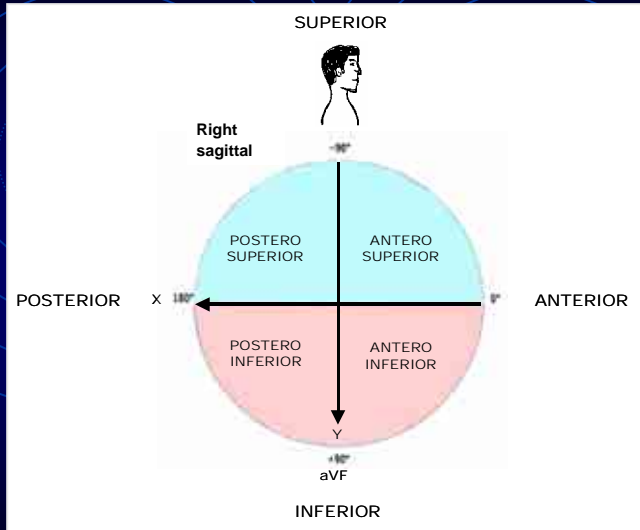 SUPERIOR
Right
sagittal
-90°
POSTERO
SUPERIOR
ANTERO
SUPERIOR
POSTERIOR
X
180°
0°
ANTERIOR
POSTERO
INFERIOR
ANTERO
INFERIOR
Y
+90°
aVF
INFERIOR